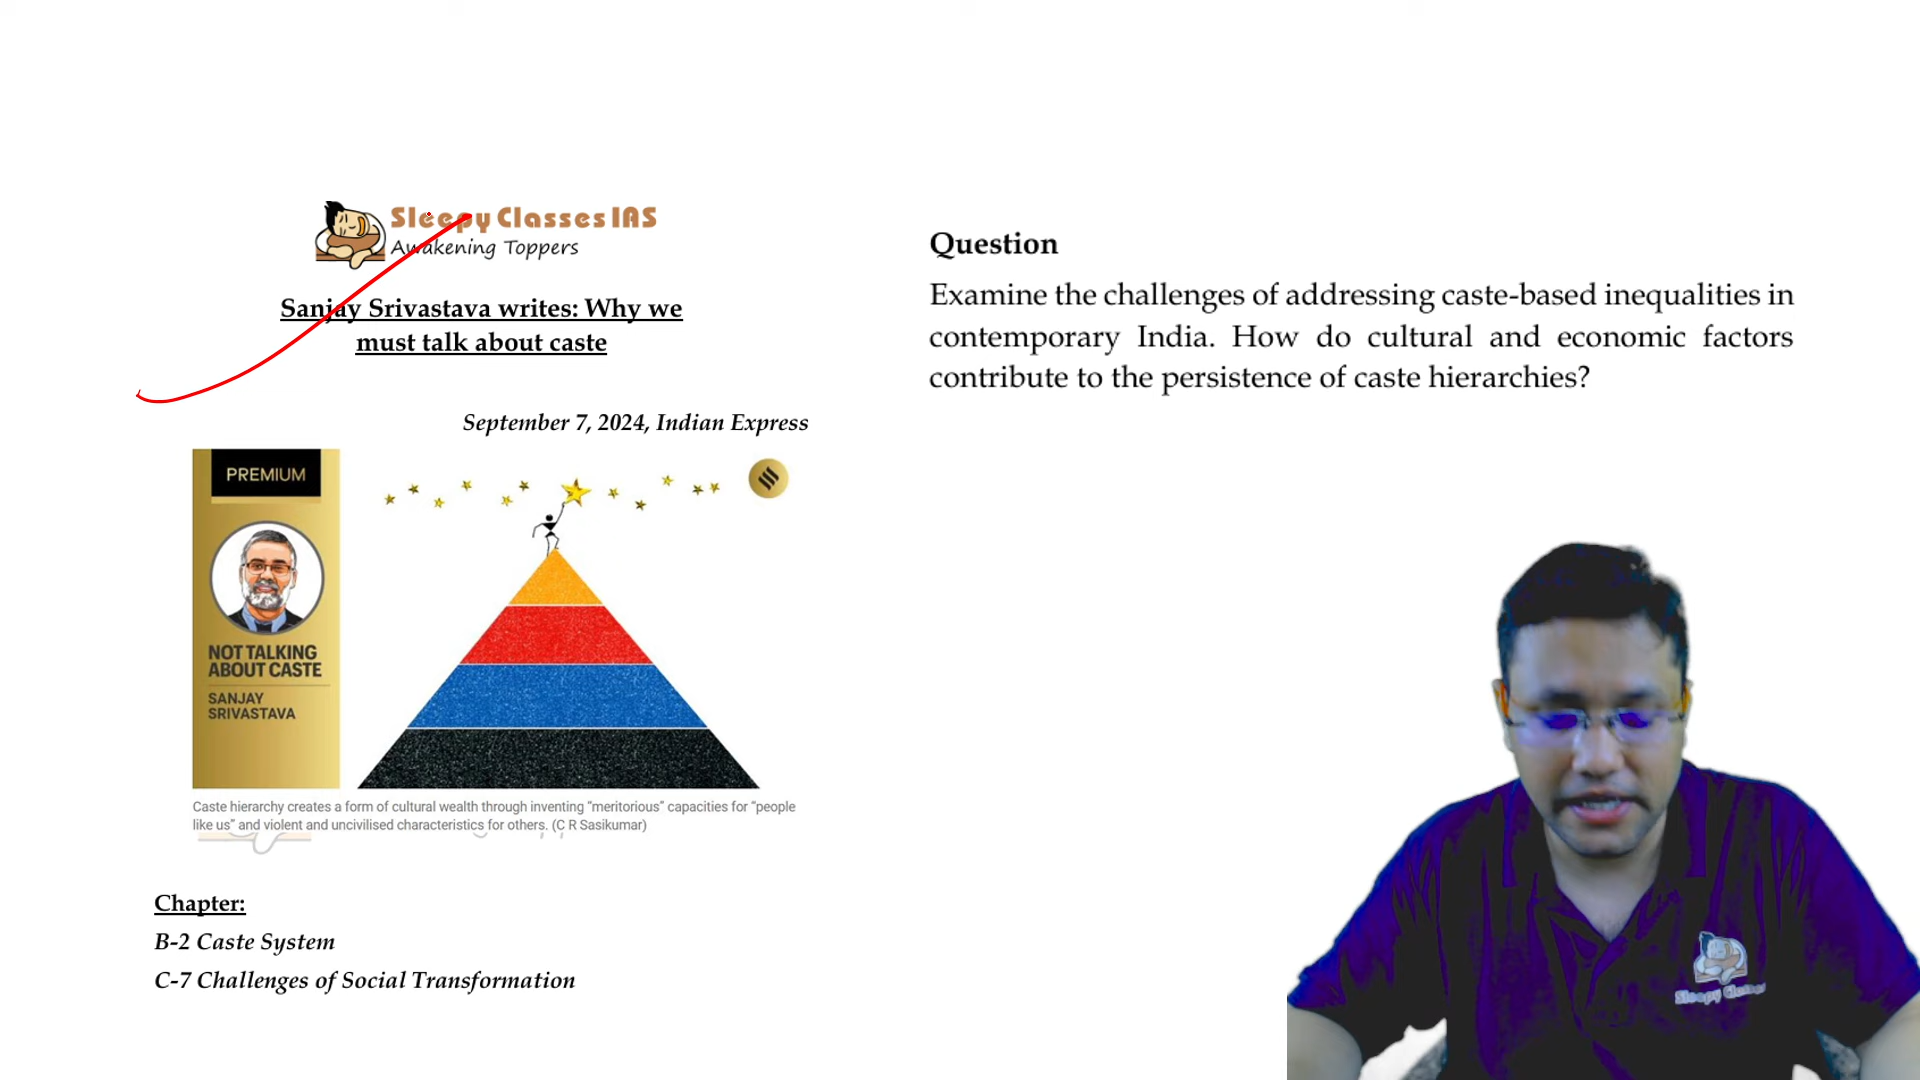 Sleepy Classes IAS
Awakening Toppers
Sanjay Srivastava writes: Why we
must talk about caste
September 7, 2024, Indian Express
PREMIUM
NOT TALKING
ABOUT CASTE
SANJAY
SRIVASTAVA
Caste hierarchy creates a form of cultural wealth through inventing “meritorious” capacities for “people
like us” and violent and uncivilised characteristics for others. (C R Sasikumar)
Chapter:
B-2 Caste System
C-7 Challenges of Social Transformation
Question
Examine the challenges of addressing caste-based inequalities in
contemporary India. How do cultural and economic factors
contribute to the persistence of caste hierarchies?
Sleepy Classes